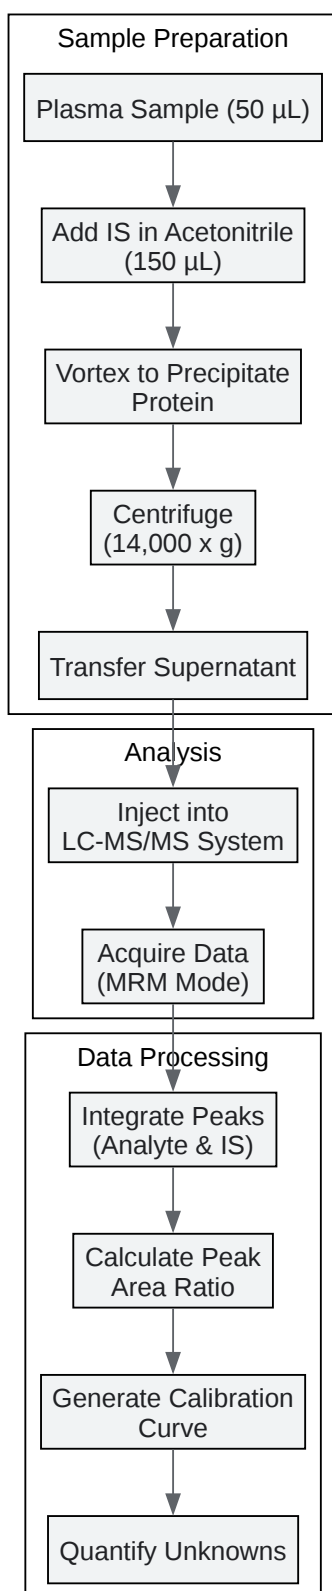 Sample Preparation
Plasma Sample (50 µL)
Add IS in Acetonitrile
(150 µL)
Vortex to Precipitate
Protein
Centrifuge
(14,000 x g)
Transfer Supernatant
Analysis
Inject into
LC-MS/MS System
Acquire Data
(MRM Mode)
Data Processing
Integrate Peaks
(Analyte & IS)
Calculate Peak
Area Ratio
Generate Calibration
Curve
Quantify Unknowns